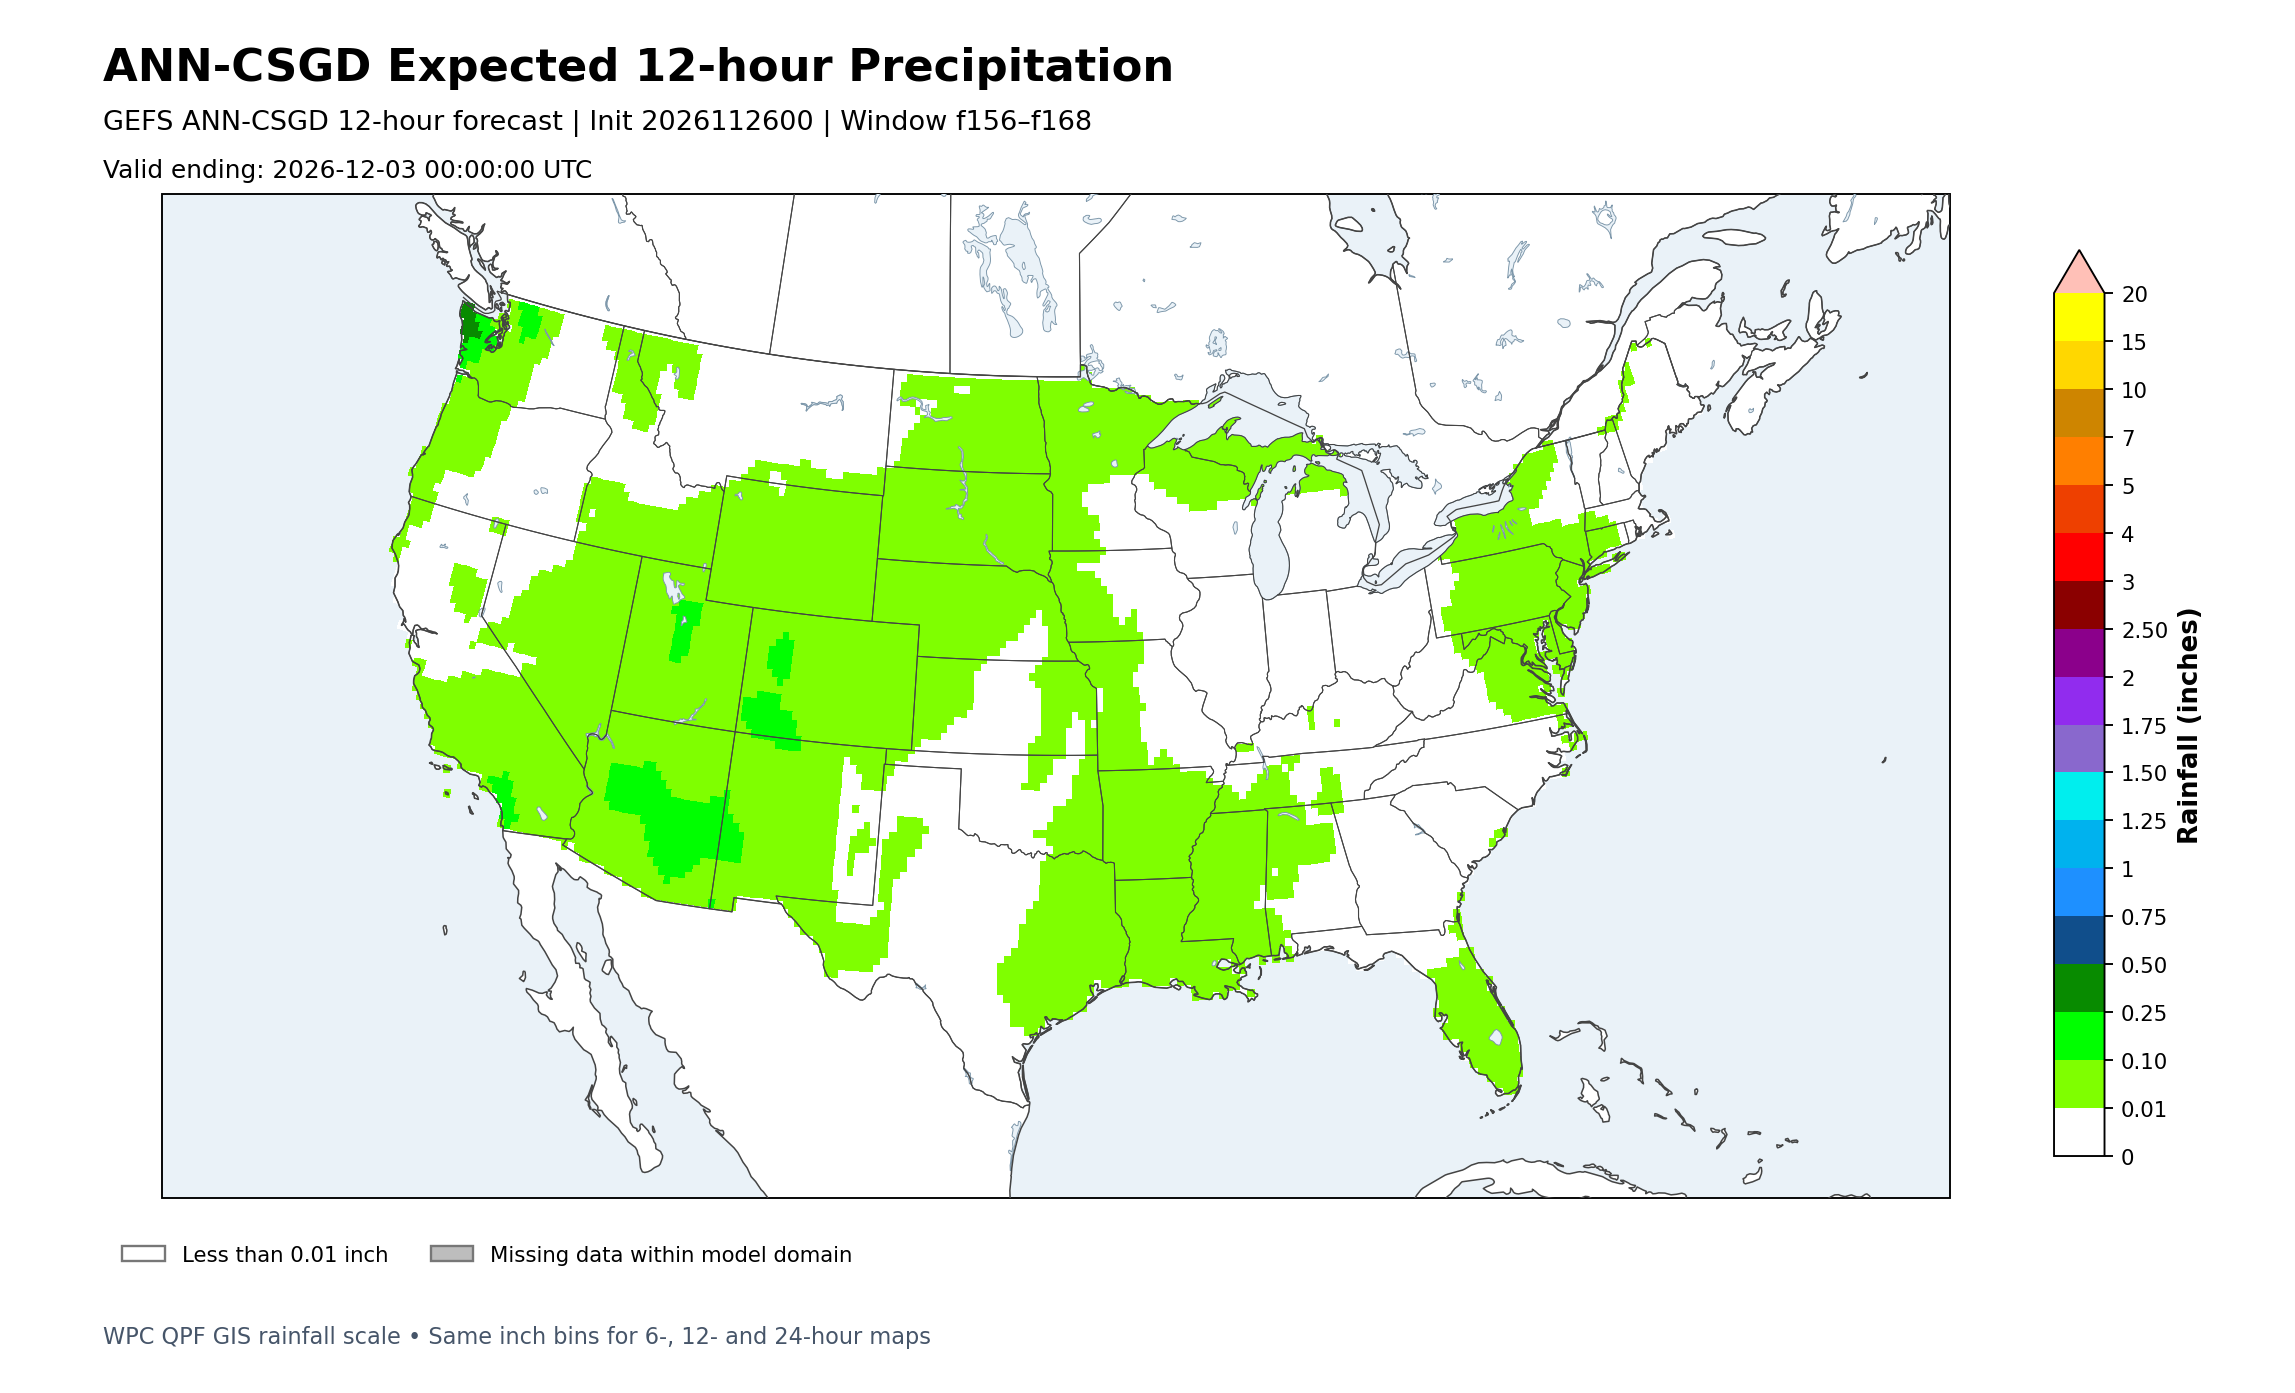 ANN-CSGD Expected 12-hour Precipitation
GEFS ANN-CSGD 12-hour forecast | Init 2026112600 | Window f156–f168
Valid ending: 2026-12-03 00:00:00 UTC
20
15
10
7
5
4
3
2.50
2
1.75
1.50
1.25
1
0.75
0.50
0.25
0.10
0.01
0
Rainfall (inches)
Less than 0.01 inch
Missing data within model domain
WPC QPF GIS rainfall scale • Same inch bins for 6-, 12- and 24-hour maps